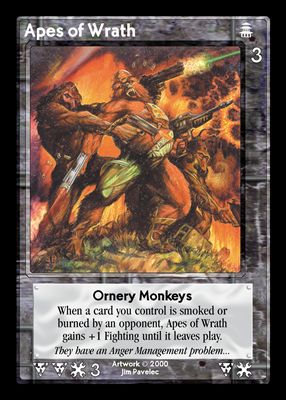 Apes of Wrath
3
Ornery Monkeys
When a card you control is smoked or
burned by an opponent, Apes of Wrath
gains +1 Fighting until it leaves play.
They have an Anger Management problem...
3
Artwork © 2000
Jim Pavelec